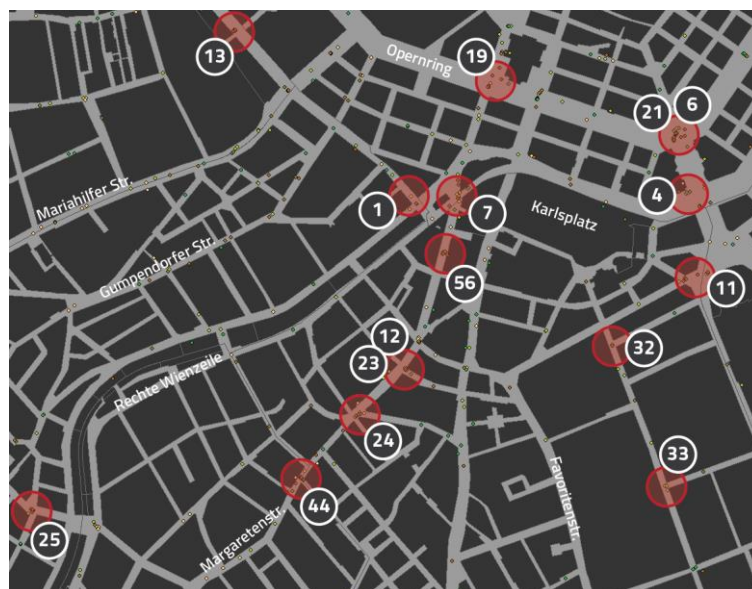 13
19
Opernring
21
6
Mariahilfer Str.
1
7
Karlsplatz
4
Gumpendorfer Str.
56
11
12
23
32
Rechte Wienzeile
24
33
44
Favoritenstr.
Margaretenstr.
25